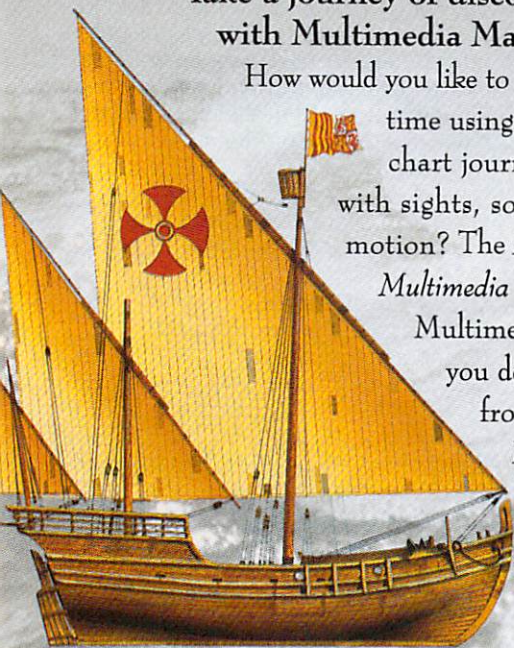 with Multimedia Ma
How would you like to
time using
chart journ
with sights, so
motion? The
Multimedia
Multime
you de
fro